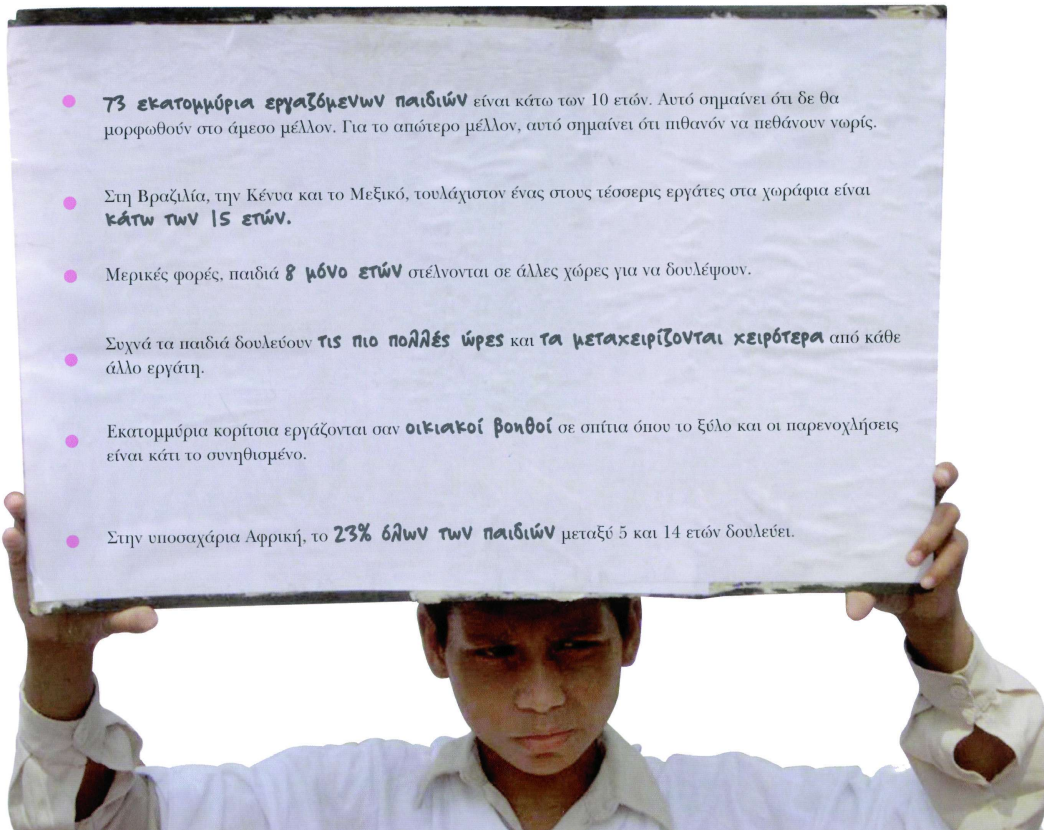 73 εκατομμύρια εργαζόμενων παιδιών είναι κάτω των 10 ετών. Αυτό σημαίνει ότι δε θα
μορφωθούν στο άμεσο μέλλον. Για το απώτερο μέλλον, αυτό σημαίνει ότι πιθανόν να πεθάνουν νωρίς.
Στη Βραζιλία, την Κένυα και το Μεξικό, τουλάχιστον ένας στους τέσσερις εργάτες στα χωράφια είναι
κάτω των 15 ετών.
Μερικές φορές, παιδιά 8 μόνο ετών στέλνονται σε άλλες χώρες για να δουλέψουν.
Συχνά τα παιδιά δουλεύουν τις πιο πολλές ώρες και τα μεταχειρίζονται χειρότερα από κάθε
άλλο εργάτη.
Εκατομμύρια κορίτσια εργάζονται σαν οικιακοί βοηθοί σε σπίτια όπου το ξύλο και οι παρενοχλήσεις
είναι κάτι το συνηθισμένο.
Στην υποσαχάρια Αφρική, το 23% όλων των παιδιών μεταξύ 5 και 14 ετών δουλεύει.